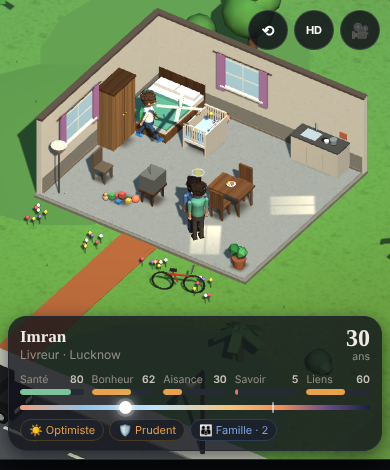 HD
Imran
30
Livreur · Lucknow
ans
Santé 80 Bonheur 62 Aisance 30 Savoir 5 Liens 60
Optimiste Prudent Famille · 2